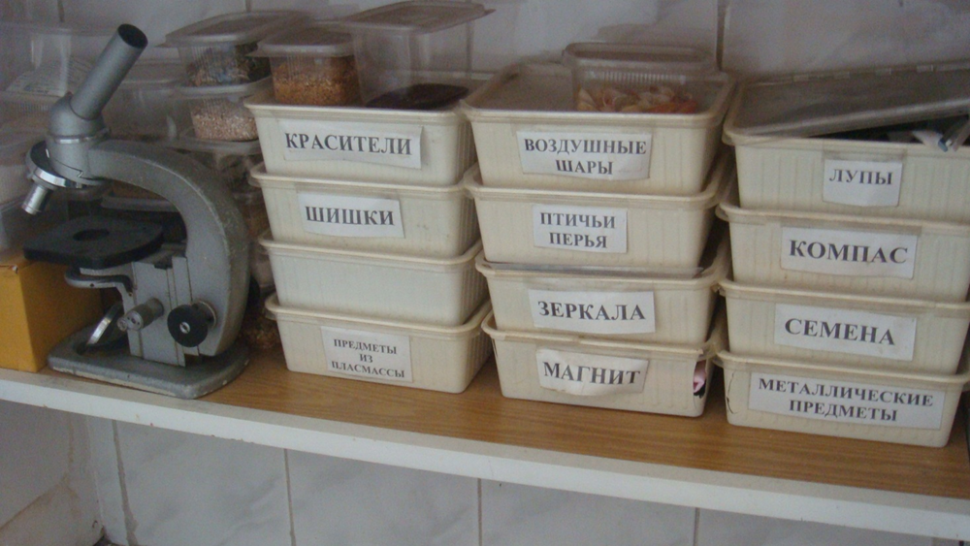 КРАСИТЕЛИ
ШИШКИ
ПРЕДМЕТЫ
ИЗ
ПЛАСМАССЫ
ВОЗДУШНЫЕ
ШАРЫ
ПТИЧЬИ
ПЕРЬЯ
ЗЕРКАЛА
МАГНИТ
ЛУПЫ
КОМПАС
СЕМЕНА
МЕТАЛЛИЧЕСКИЕ
ПРЕДМЕТЫ